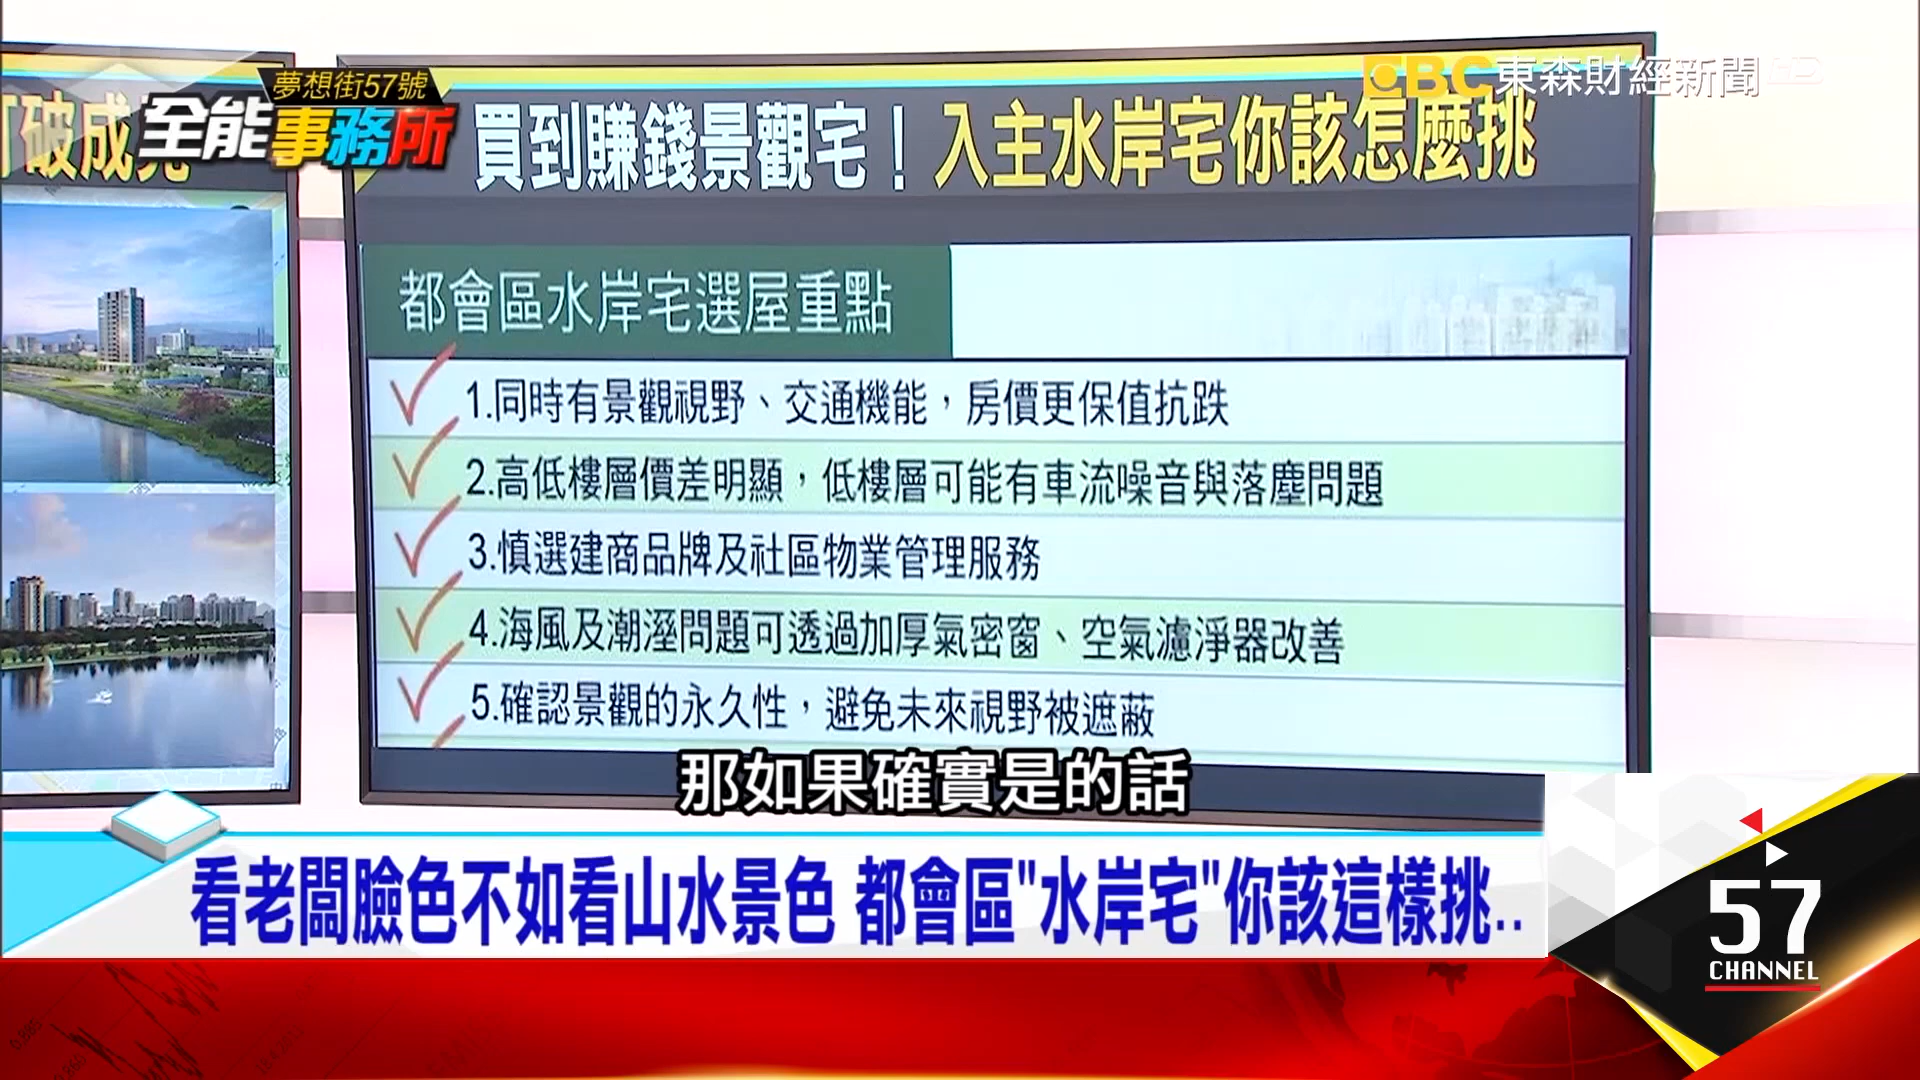 夢想街57號
全能事務所
打破成見
EBC東森財經新聞HD
買到賺錢景觀宅！入主水岸宅你該怎麼挑
都會區水岸宅選屋重點
1.同時有景觀視野、交通機能，房價更保值抗跌
2.高低樓層價差明顯，低樓層可能有車流噪音與落塵問題
3.慎選建商品牌及社區物業管理服務
4.海風及潮溼問題可透過加厚氣密窗、空氣濾淨器改善
5.確認景觀的永久性，避免未來視野被遮蔽
那如果確實是的話
看老闆臉色不如看山水景色 都會區"水岸宅"你該這樣挑..
57
CHANNEL